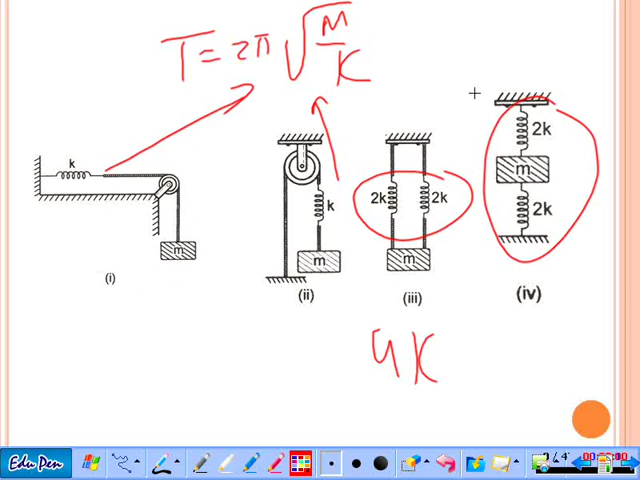 T = 2π √M/K
k
m
(i)
k
m
(ii)
2k 2k
m
(iii)
2k
m
2k
(iv)
4K
Edu Pen